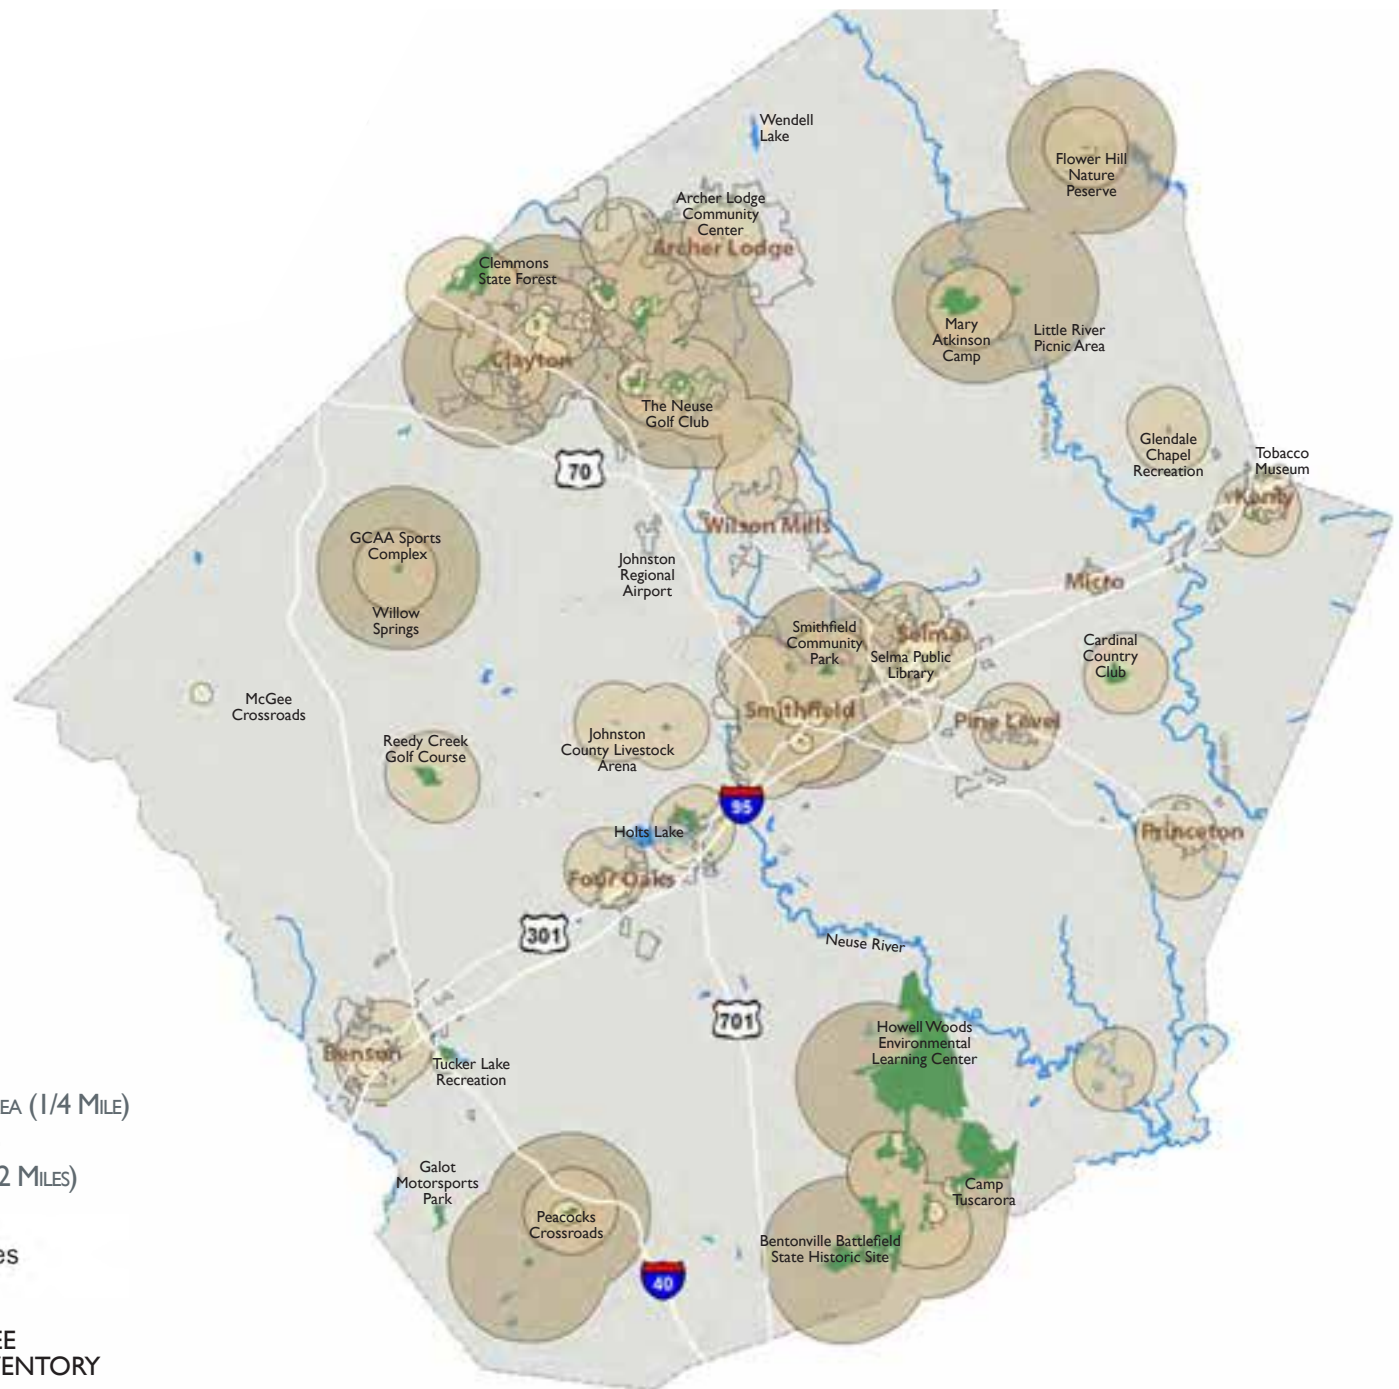 Wendell
Lake
Flower Hill
Nature
Peserve
Archer Lodge
Community
Center
Archer Lodge
Clemmons
State Forest
Mary
Atkinson
Camp
Little River
Picnic Area
Clayton
The Neuse
Golf Club
Glendale
Chapel
Recreation
Tobacco
Museum
Kenly
70
Wilson Mills
GCAA Sports
Complex
Willow
Springs
Johnston
Regional
Airport
Micro
Smithfield
Community
Park
Selma
Selma Public
Library
Cardinal
Country
Club
McGee
Crossroads
Smithfield
Pine Level
Reedy Creek
Golf Course
Johnston
County Livestock
Arena
95
Holts Lake
Princeton
Four Oaks
301
Neuse River
701
Howell Woods
Environmental
Learning Center
Benson
Tucker Lake
Recreation
EA (1/4 MILE)
2 MILES)
Galot
Motorsports
Park
Camp
Tuscarora
Peacocks
Crossroads
Bentonville Battlefield
State Historic Site
es
40
EE
VENTORY